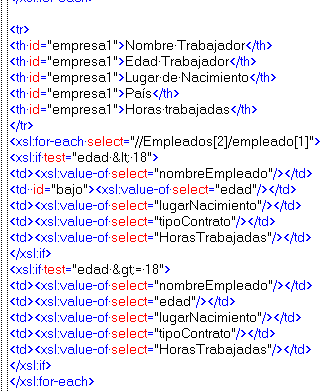 </xsl:for-each>
<tr>
<th id="empresa1">Nombre Trabajador</th>
<th id="empresa1">Edad Trabajador</th>
<th id="empresa1">Lugar de Nacimiento</th>
<th id="empresa1">País</th>
<th id="empresa1">Horas trabajadas</th>
</tr>
<xsl:for-each select="//Empleados[2]/empleado[1]">
<xsl:if test="edad &lt; 18">
<td><xsl:value-of select="nombreEmpleado"/></td>
<td  id="bajo"><xsl:value-of select="edad"/></td>
<td><xsl:value-of select="lugarNacimiento"/></td>
<td><xsl:value-of select="tipoContrato"/></td>
<td><xsl:value-of select="HorasTrabajadas"/></td>
</xsl:if>
<xsl:if test="edad &gt;= 18">
<td><xsl:value-of select="nombreEmpleado"/></td>
<td><xsl:value-of select="edad"/></td>
<td><xsl:value-of select="lugarNacimiento"/></td>
<td><xsl:value-of select="tipoContrato"/></td>
<td><xsl:value-of select="HorasTrabajadas"/></td>
</xsl:if>
</xsl:for-each>